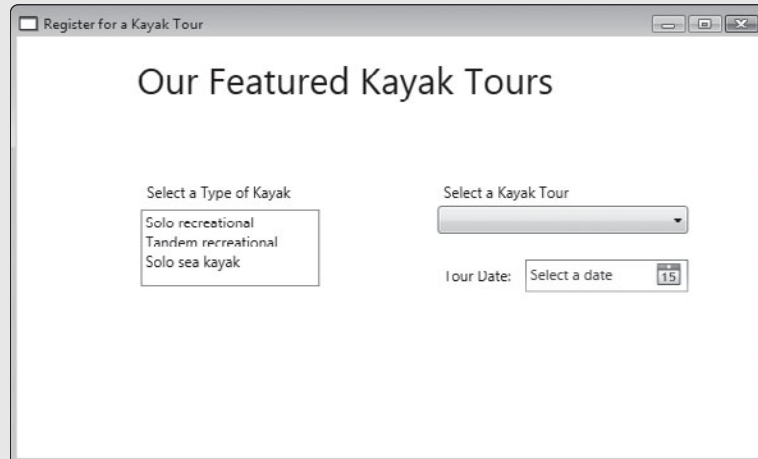 Register for a Kayak Tour
Our Featured Kayak Tours
Select a Type of Kayak
Solo recreational
Tandem recreational
Solo sea kayak
Select a Kayak Tour
Tour Date:
Select a date
15